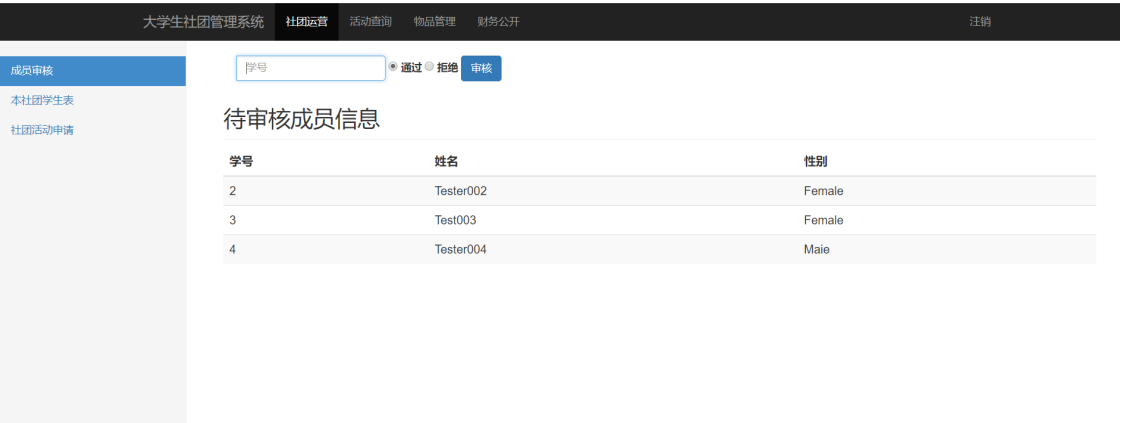 大学生社团管理系统 社团运营 活动查询 物品管理 财务公开 注销
成员审核
本社团学生表
社团活动申请
学号 通过 拒绝 审核
待审核成员信息
学号 姓名 性别
2 Tester002 Female
3 Test003 Female
4 Tester004 Maie